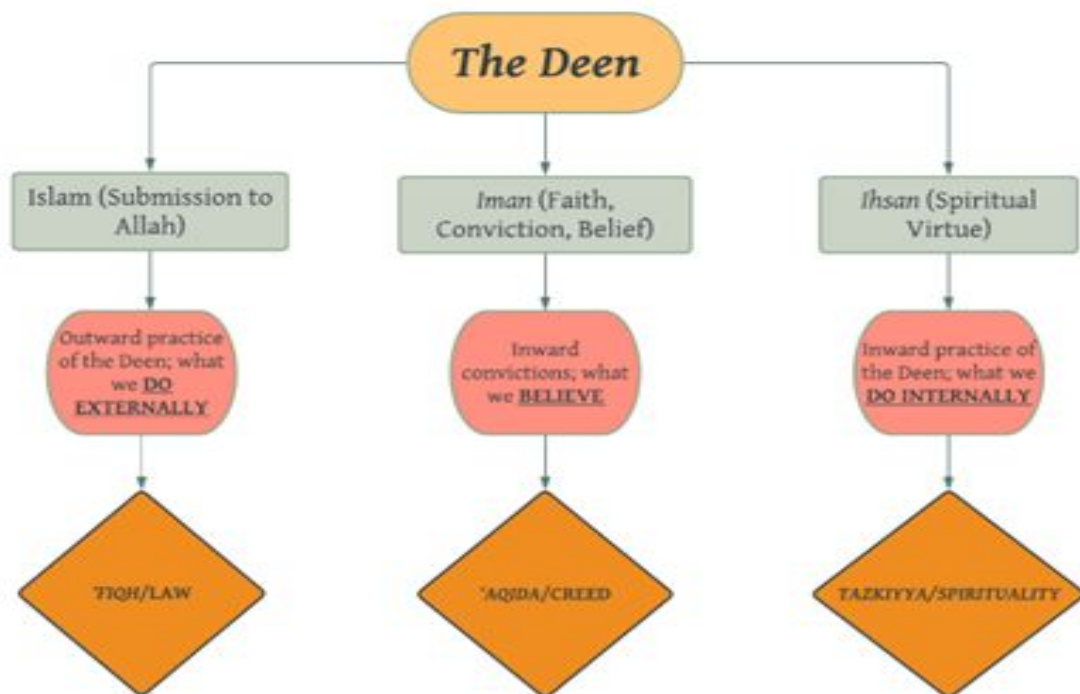 The Deen
Islam (Submission to
Allah)
Iman (Faith,
Conviction, Belief)
Ihsan (Spiritual
Virtue)
Outward practice
of the Deen; what
we DO
EXTERNALLY
Inward
convictions; what
we BELIEVE
Inward practice of
the Deen; what we
DO INTERNALLY
'FIQH/LAW
'AQIDA/CREED
TAZKIYYA/SPIRITUALITY